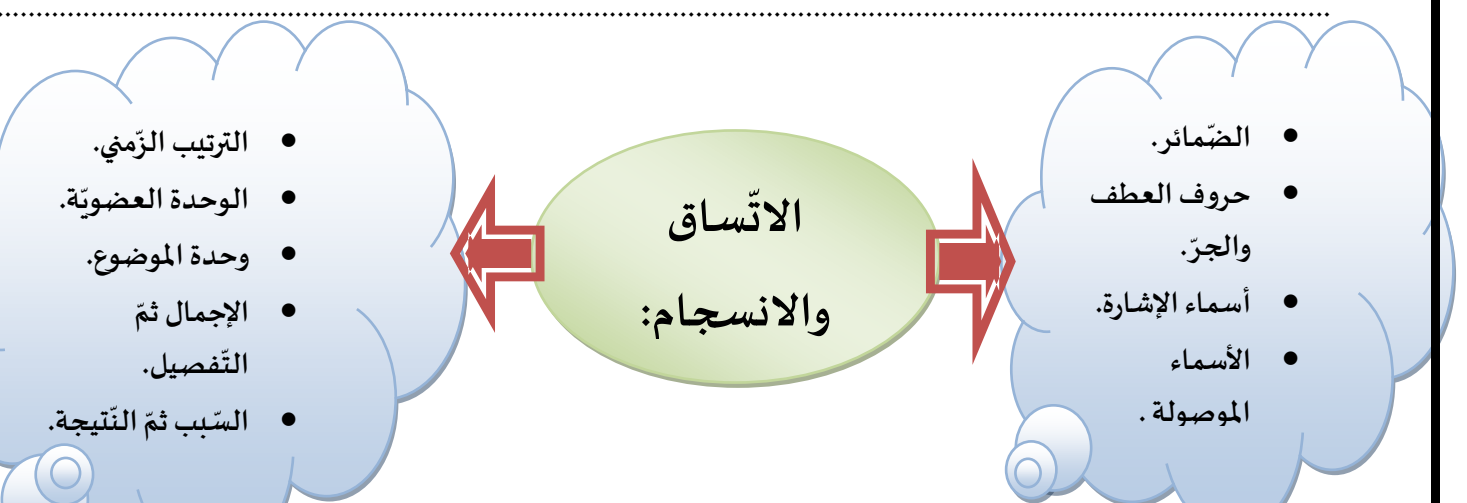 • الضّمائر.
• حروف العطف
والجرّ.
• أسماء الإشارة.
• الأسماء
الموصولة .
الاتّساق
والانسجام:
• الترتيب الزّمني.
• الوحدة العضويّة.
• وحدة الموضوع.
• الإجمال ثمّ
التّفصيل.
• السّبب ثمّ النّتيجة.